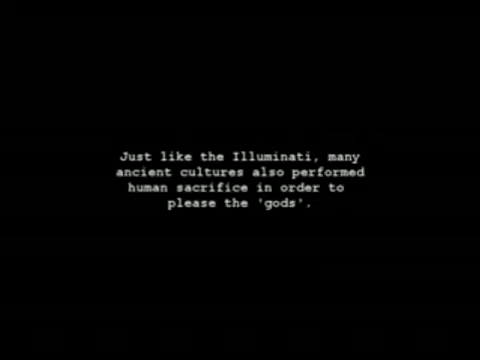 Just like the Illuminati, many
ancient cultures also performed
human sacrifice in order to
please the 'gods'.